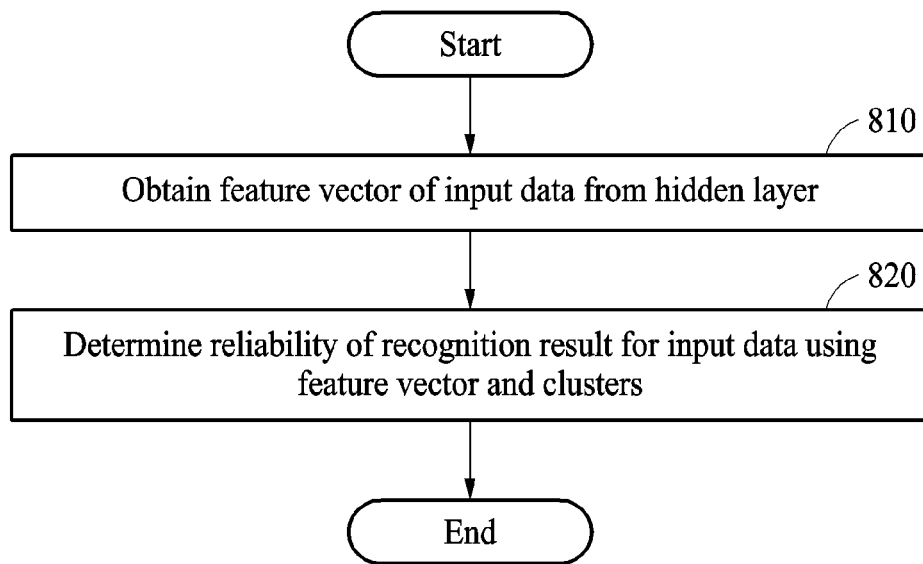 Start
810
Obtain feature vector of input data from hidden layer
820
Determine reliability of recognition result for input data using
feature vector and clusters
End